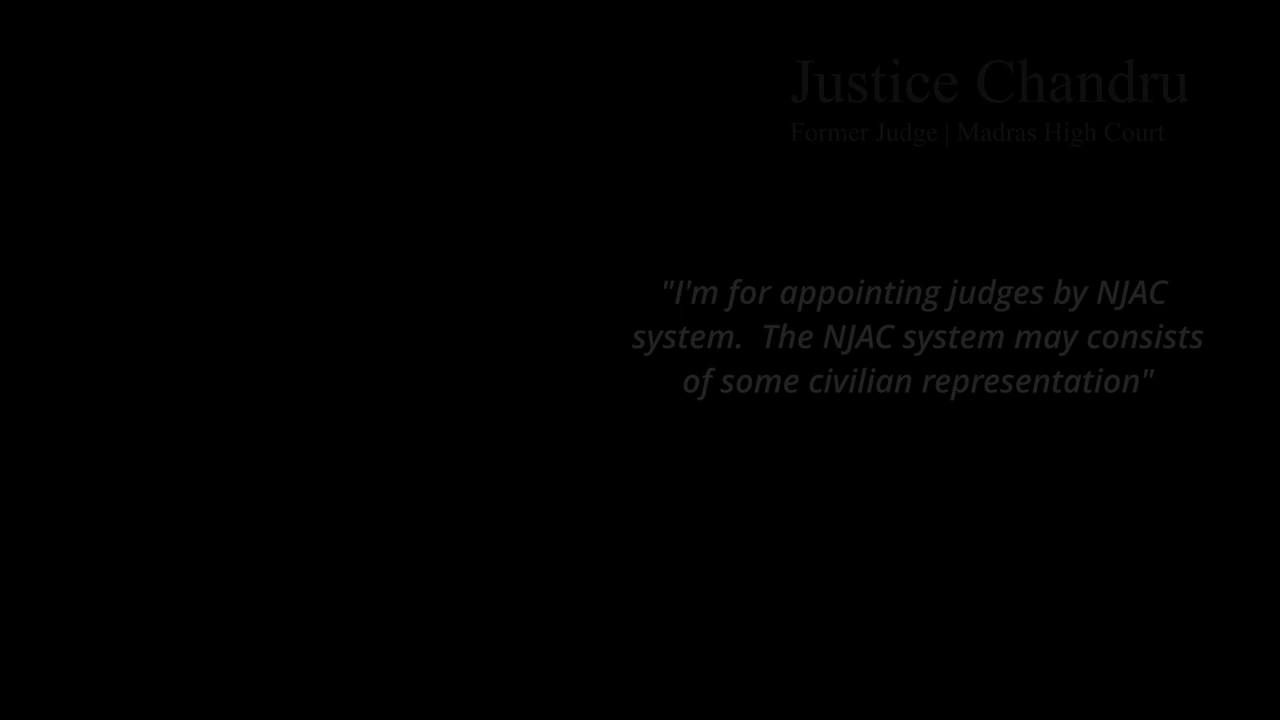 Justice Chandru
Former Judge | Madras High Court
"I'm for appointing judges by NJAC
system.  The NJAC system may consists
of some civilian representation"